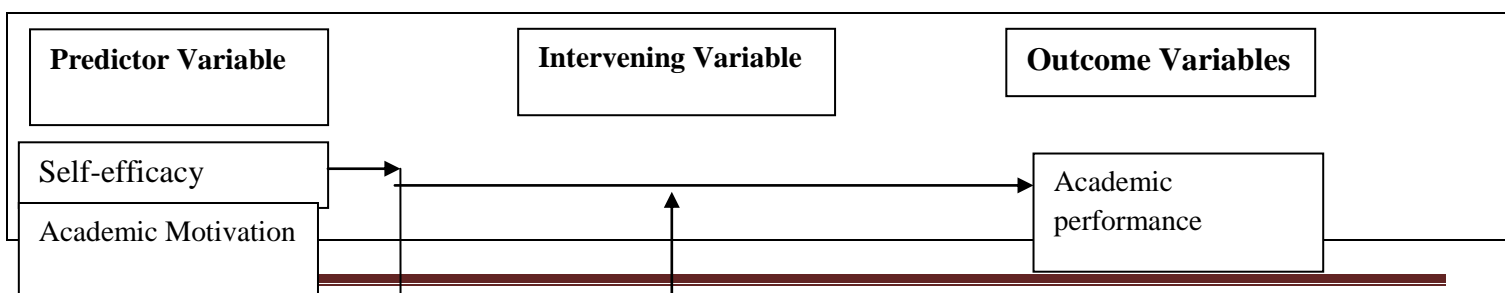 Predictor Variable
Intervening Variable
Outcome Variables
Self-efficacy
Academic Motivation
Academic
performance